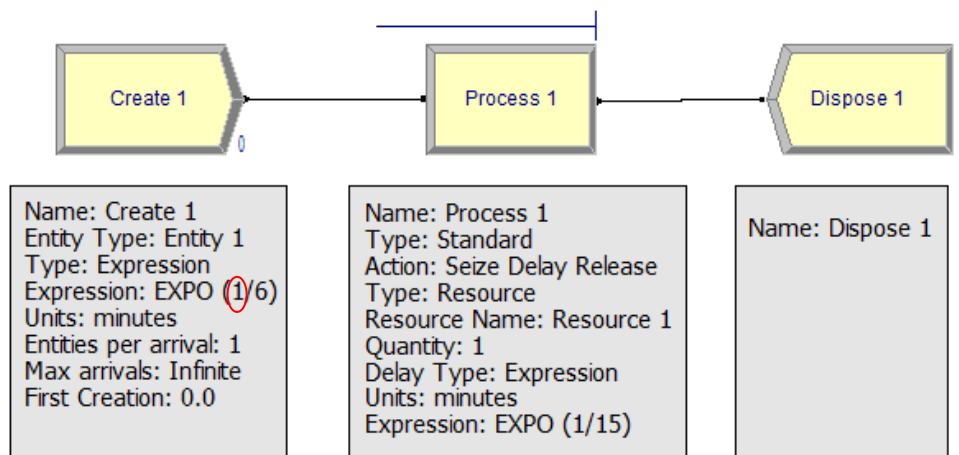 Create 1
Process 1
Dispose 1
0
Name: Create 1
Entity Type: Entity 1
Type: Expression
Expression: EXPO (1/6)
Units: minutes
Entities per arrival: 1
Max arrivals: Infinite
First Creation: 0.0
Name: Process 1
Type: Standard
Action: Seize Delay Release
Type: Resource
Resource Name: Resource 1
Quantity: 1
Delay Type: Expression
Units: minutes
Expression: EXPO (1/15)
Name: Dispose 1